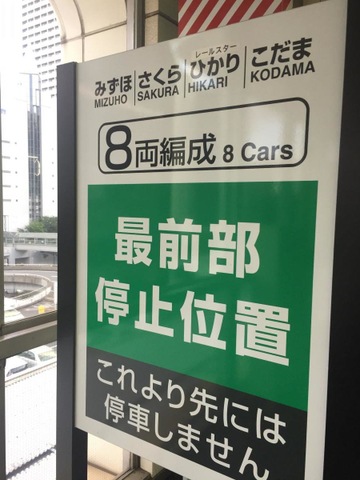 レールスター
みずほ さくら ひかり こだま
MIZUHO SAKURA HIKARI KODAMA
8両編成 8 Cars
最前部
停止位置
これより先には
停車しません